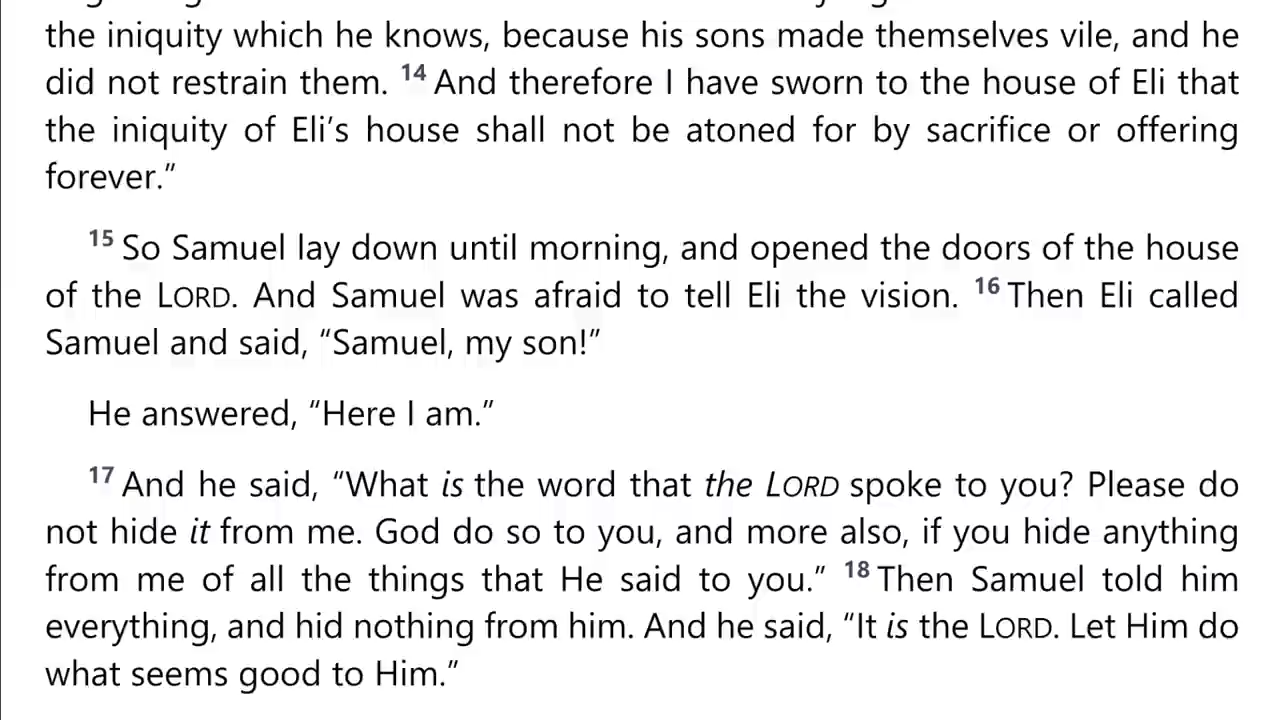 the iniquity which he knows, because his sons made themselves vile, and he
did not restrain them. 14 And therefore I have sworn to the house of Eli that
the iniquity of Eli’s house shall not be atoned for by sacrifice or offering
forever.”
15 So Samuel lay down until morning, and opened the doors of the house
of the LORD. And Samuel was afraid to tell Eli the vision. 16 Then Eli called
Samuel and said, “Samuel, my son!”
He answered, “Here I am.”
17 And he said, “What is the word that the LORD spoke to you? Please do
not hide it from me. God do so to you, and more also, if you hide anything
from me of all the things that He said to you.” 18 Then Samuel told him
everything, and hid nothing from him. And he said, “It is the LORD. Let Him do
what seems good to Him.”